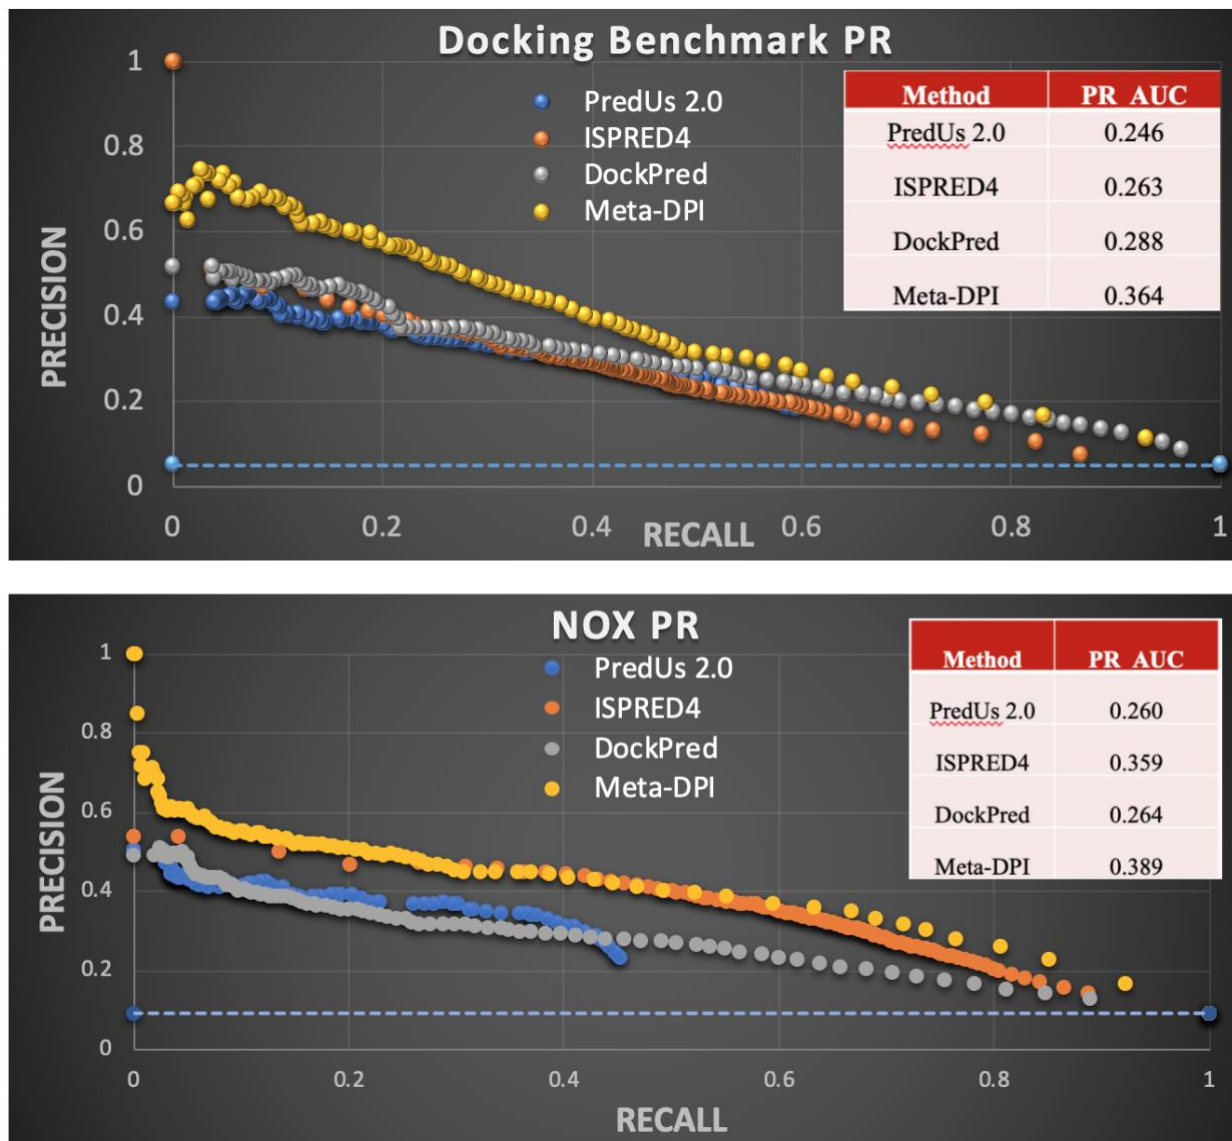 Docking Benchmark PR
PredUs 2.0
ISPRED4
DockPred
Meta-DPI
Method PR AUC
PredUs 2.0 0.246
ISPRED4 0.263
DockPred 0.288
Meta-DPI 0.364
PRECISION
1
0.8
0.6
0.4
0.2
0
0 0.2 0.4 0.6 0.8 1
RECALL
NOX PR
PredUs 2.0
ISPRED4
DockPred
Meta-DPI
Method PR AUC
PredUs 2.0 0.260
ISPRED4 0.359
DockPred 0.264
Meta-DPI 0.389
PRECISION
1
0.8
0.6
0.4
0.2
0
0 0.2 0.4 0.6 0.8 1
RECALL